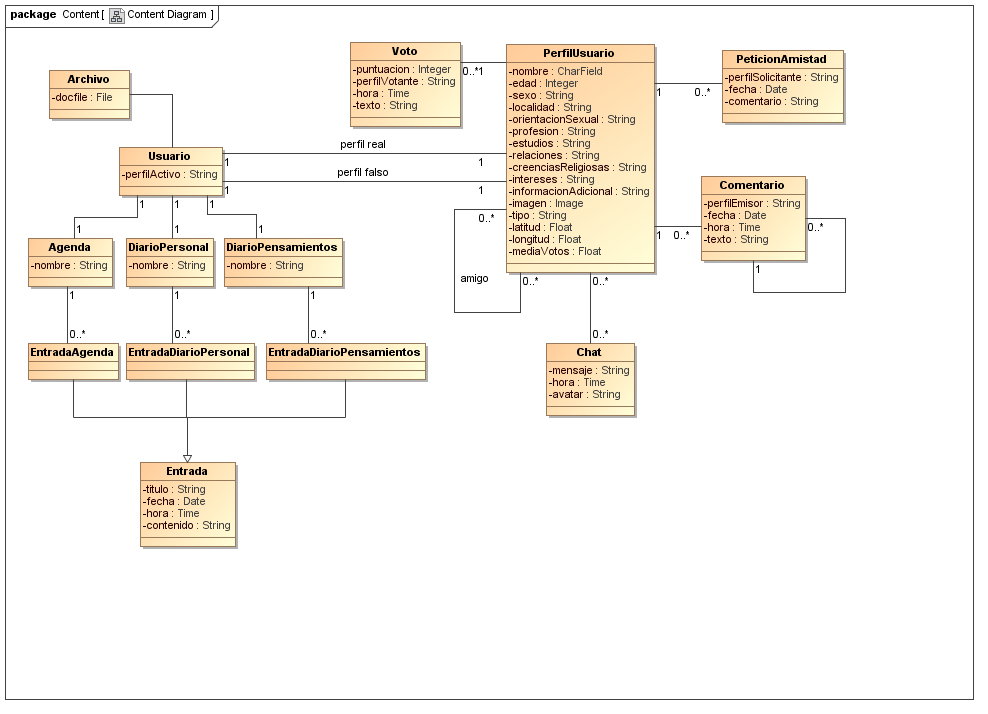 package Content [ Content Diagram ]
Voto
-puntuacion : Integer
-perfilVotante : String
-hora : Time
-texto : String
0..*1
PerfilUsuario
-nombre : CharField
-edad : Integer
-sexo : String
-localidad : String
-orientacionSexual : String
-profesion : String
-estudios : String
-relaciones : String
-creenciasReligiosas : String
-intereses : String
-informacionAdicional : String
-imagen : Image
-tipo : String
-latitud : Float
-longitud : Float
-mediaVotos : Float
PeticionAmistad
-perfilSolicitante : String
-fecha : Date
-comentario : String
1
0..*
Archivo
-docfile : File
Usuario
-perfilActivo : String
perfil real
1
1
perfil falso
1
1
Comentario
-perfilEmisor : String
-fecha : Date
-hora : Time
-texto : String
1
0..*
0..*
1
0..*
amigo
0..*
0..*
1
1
1
1
1
1
Agenda
-nombre : String
DiarioPersonal
-nombre : String
DiarioPensamientos
-nombre : String
1
1
1
0..*
0..*
0..*
0..*
EntradaAgenda
EntradaDiarioPersonal
EntradaDiarioPensamientos
Chat
-mensaje : String
-hora : Time
-avatar : String
Entrada
-titulo : String
-fecha : Date
-hora : Time
-contenido : String